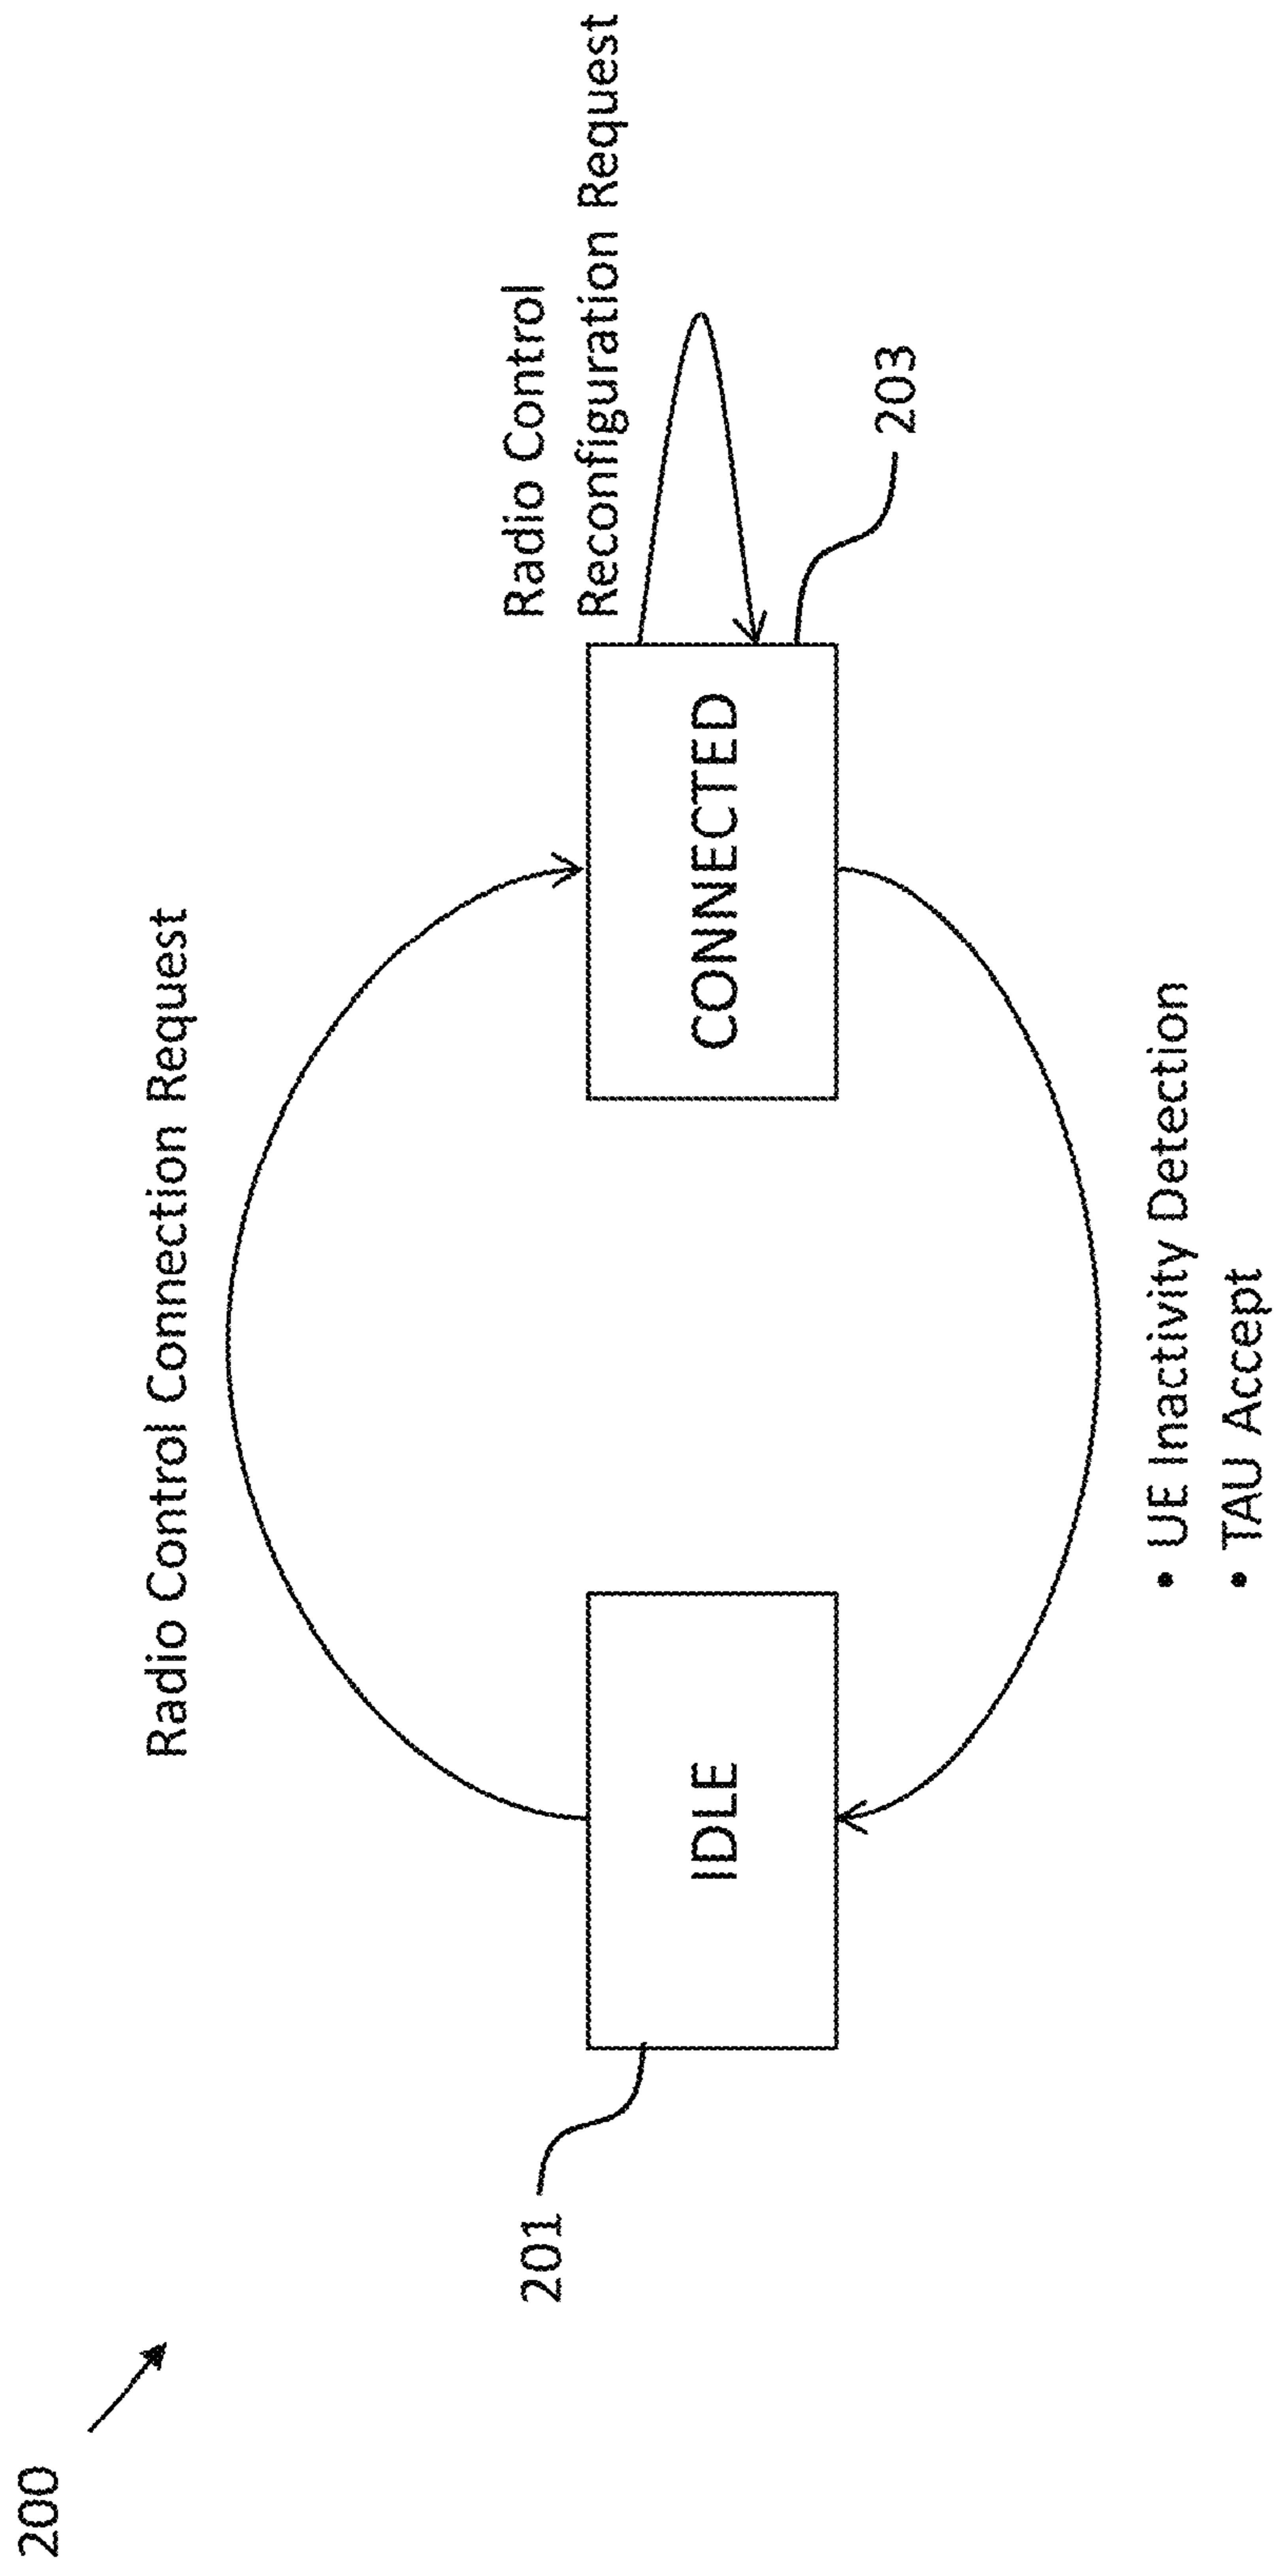 200
Radio Control Connection Request
Radio Control
Reconfiguration Request
201
IDLE
CONNECTED
203
• UE Inactivity Detection
• TAU Accept